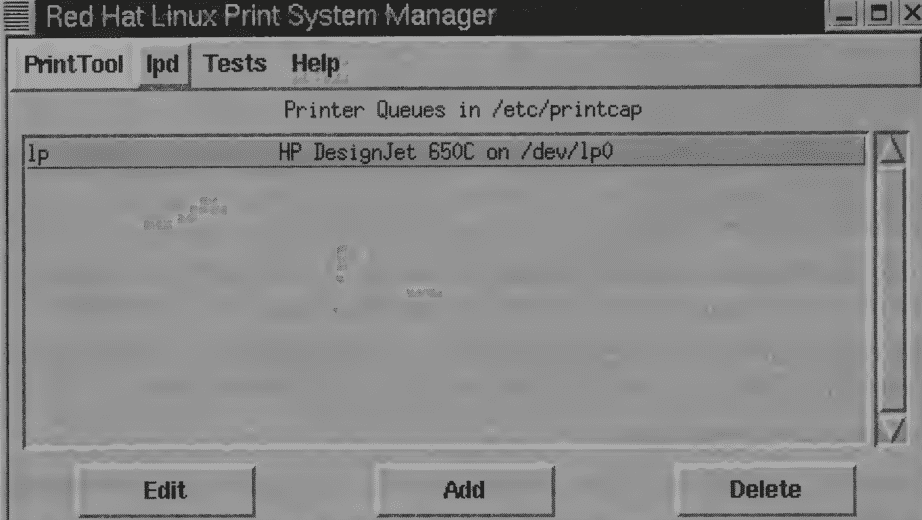 Red Hat Linux Print System Manager
PrintTool lpd Tests Help
Printer Queues in /etc/printcap
lp HP DesignJet 650C on /dev/lp0
Edit Add Delete